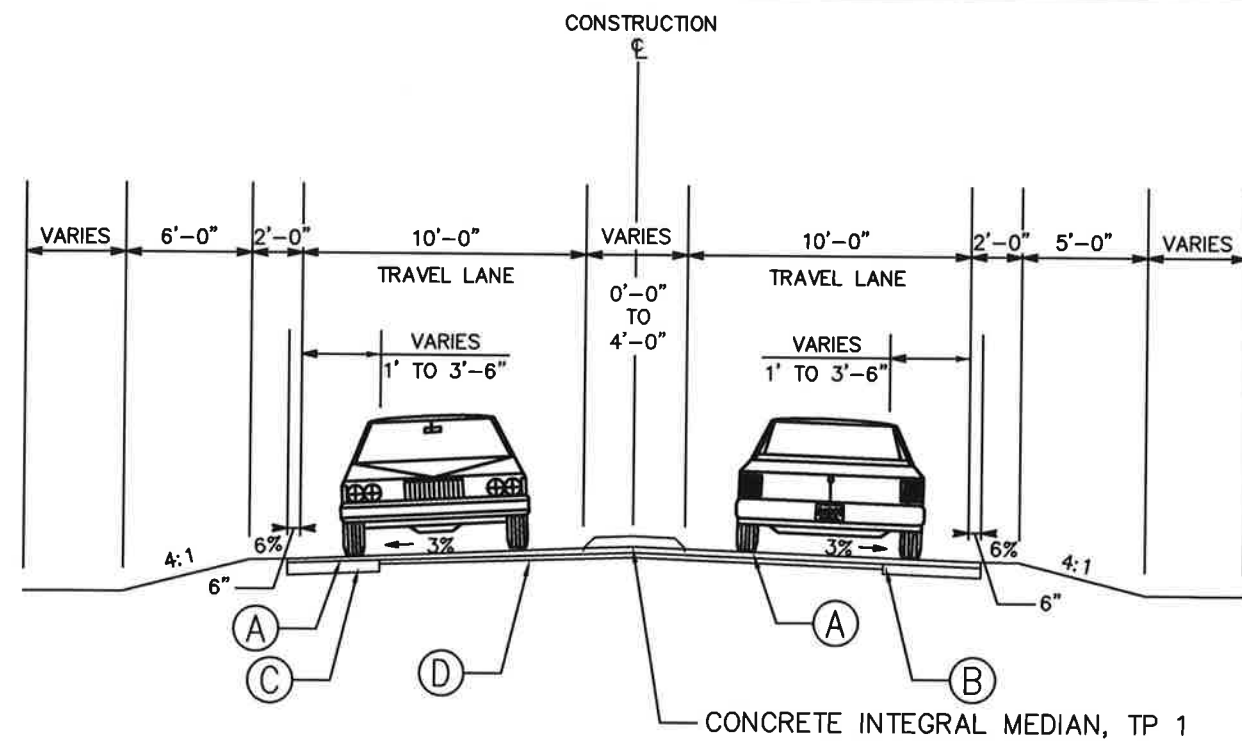 CONSTRUCTION
℄
VARIES 6'-0" 2'-0" 10'-0" VARIES 10'-0" 2'-0" 5'-0" VARIES
TRAVEL LANE TRAVEL LANE
0'-0"
TO
4'-0"
VARIES VARIES
1' TO 3'-6" 1' TO 3'-6"
4:1 6% 3% 3% 6% 4:1
6" 6"
A A
C D B
CONCRETE INTEGRAL MEDIAN, TP 1